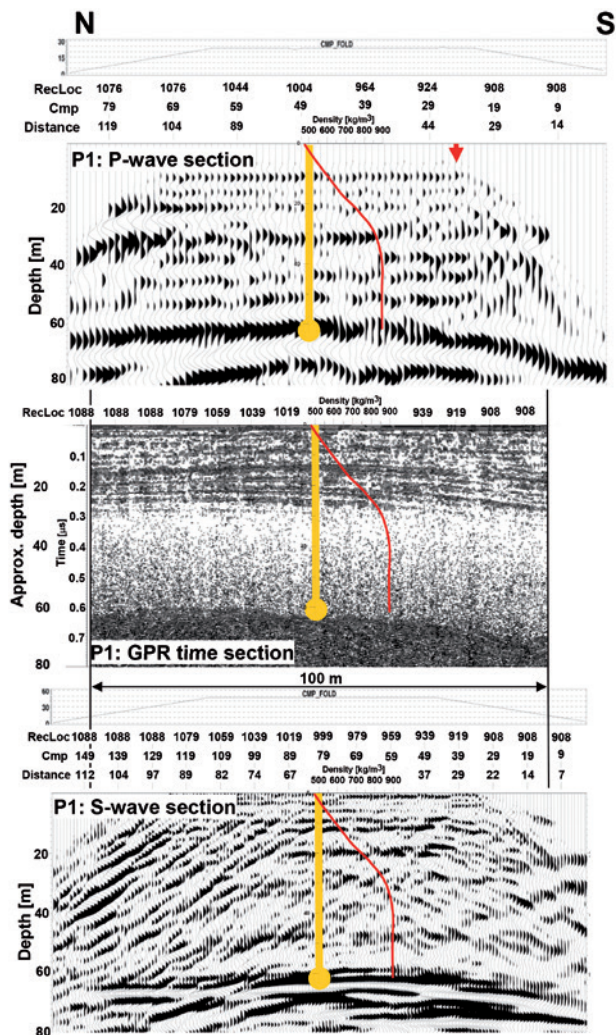 N S
30
15
0
CMP_FOLD
RecLoc 1076 1076 1044 1004 964 924 908 908
Cmp 79 69 59 49 39 29 19 9
Distance 119 104 89 Density [kg/m³] 44 29 14
500 600 700 800 900
P1: P-wave section
Depth [m]
20
40
60
80
RecLoc 1088 1088 1088 1079 1059 1039 1019 Density [kg/m³] 939 919 908 908
500 600 700 800 900
Approx. depth [m]
20
40
60
80
Time [µs]
0.1
0.2
0.3
0.4
0.5
0.6
0.7
P1: GPR time section
100 m
60
30
0
CMP_FOLD
RecLoc 1088 1088 1088 1079 1059 1039 1019 999 979 959 939 919 908 908 908
Cmp 149 139 129 119 109 99 89 79 69 59 49 39 29 19 9
Distance 112 104 97 89 82 74 67 Density [kg/m³] 37 29 22 14 7
500 600 700 800 900
P1: S-wave section
Depth [m]
20
40
60
80